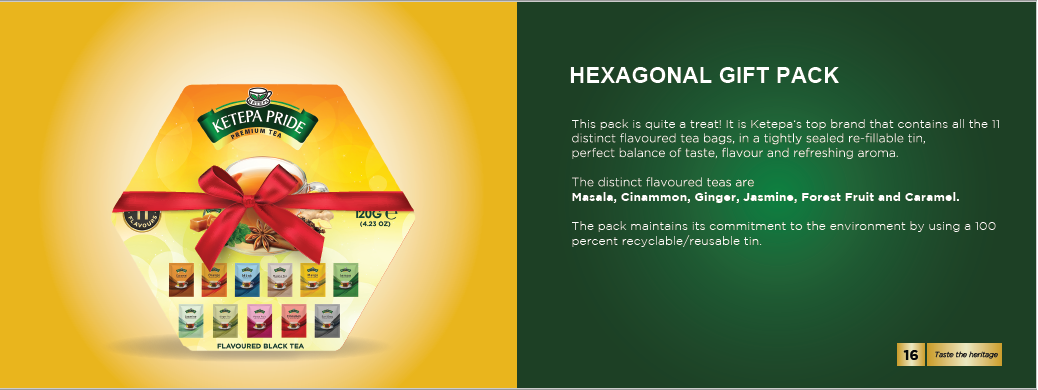 KETEPA
KETEPA PRIDE
PREMIUM TEA
11
FLAVOURS
120G ℮
(4.23 OZ)
FLAVOURED BLACK TEA
HEXAGONAL GIFT PACK
This pack is quite a treat! It is Ketepa's top brand that contains all the 11
distinct flavoured tea bags, in a tightly sealed re-fillable tin,
perfect balance of taste, flavour and refreshing aroma.
The distinct flavoured teas are
Masala, Cinammon, Ginger, Jasmine, Forest Fruit and Caramel.
The pack maintains its commitment to the environment by using a 100
percent recyclable/reusable tin.
16
Taste the heritage